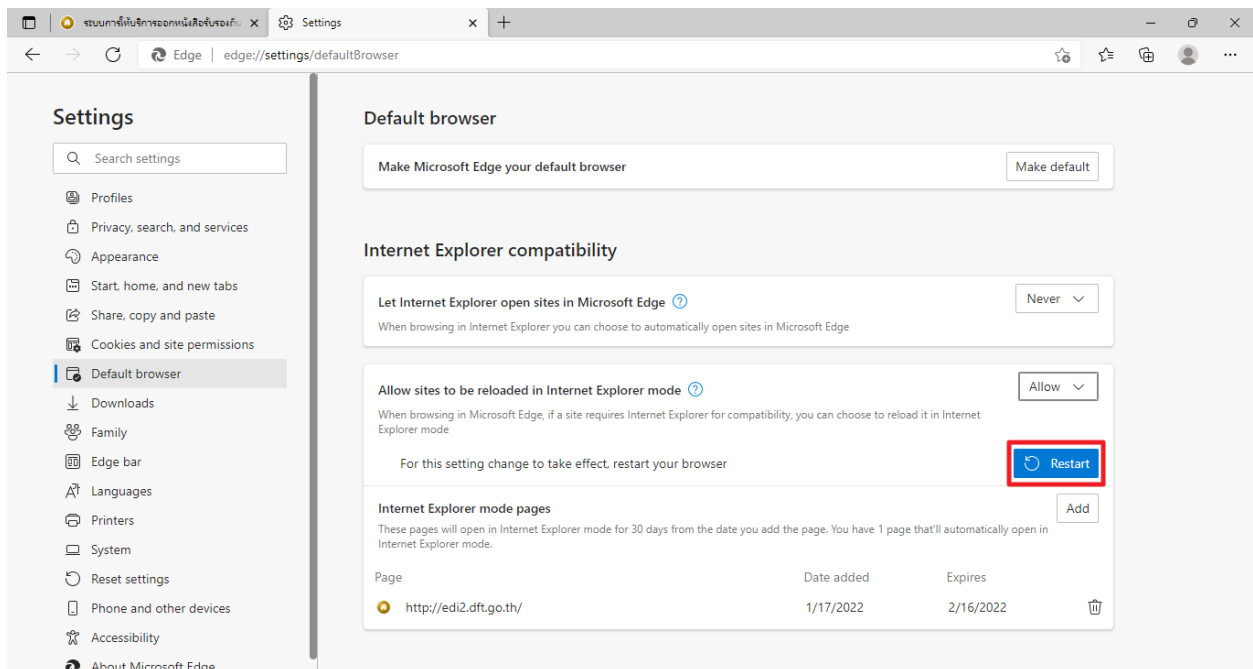 ระบบการให้บริการออกหนังสือรับรองถิ่น
Settings
Edge
edge://settings/defaultBrowser
Settings
Search settings
Profiles
Privacy, search, and services
Appearance
Start, home, and new tabs
Share, copy and paste
Cookies and site permissions
Default browser
Downloads
Family
Edge bar
Languages
Printers
System
Reset settings
Phone and other devices
Accessibility
About Microsoft Edge
Default browser
Make Microsoft Edge your default browser
Make default
Internet Explorer compatibility
Let Internet Explorer open sites in Microsoft Edge
Never
When browsing in Internet Explorer you can choose to automatically open sites in Microsoft Edge
Allow sites to be reloaded in Internet Explorer mode
Allow
When browsing in Microsoft Edge, if a site requires Internet Explorer for compatibility, you can choose to reload it in Internet
Explorer mode
For this setting change to take effect, restart your browser
Restart
Internet Explorer mode pages
Add
These pages will open in Internet Explorer mode for 30 days from the date you add the page. You have 1 page that'll automatically open in
Internet Explorer mode.
Page Date added Expires
http://edi2.dft.go.th/ 1/17/2022 2/16/2022